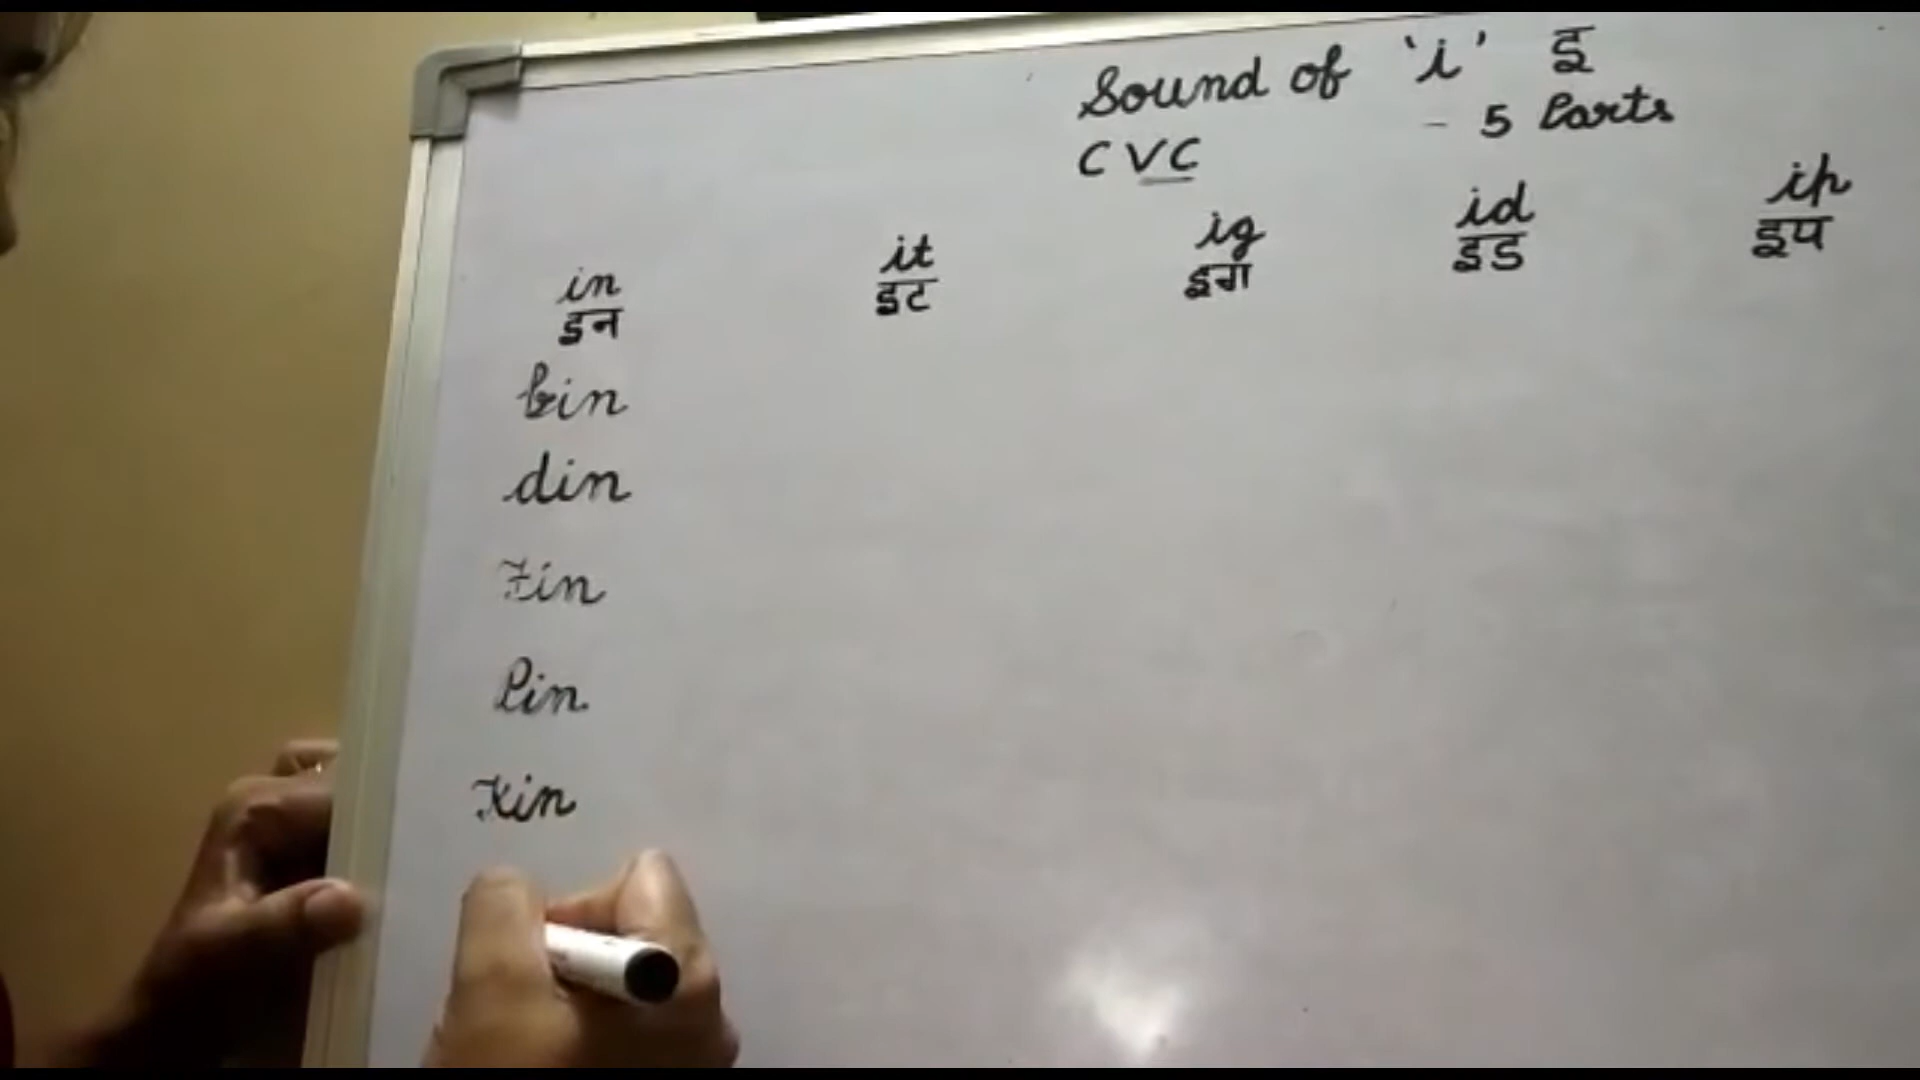 Sound of 'i' इ
- 5 Parts
CVC
in it ig id ip
इन इट इग इड इप
bin
din
fin
Pin
kin